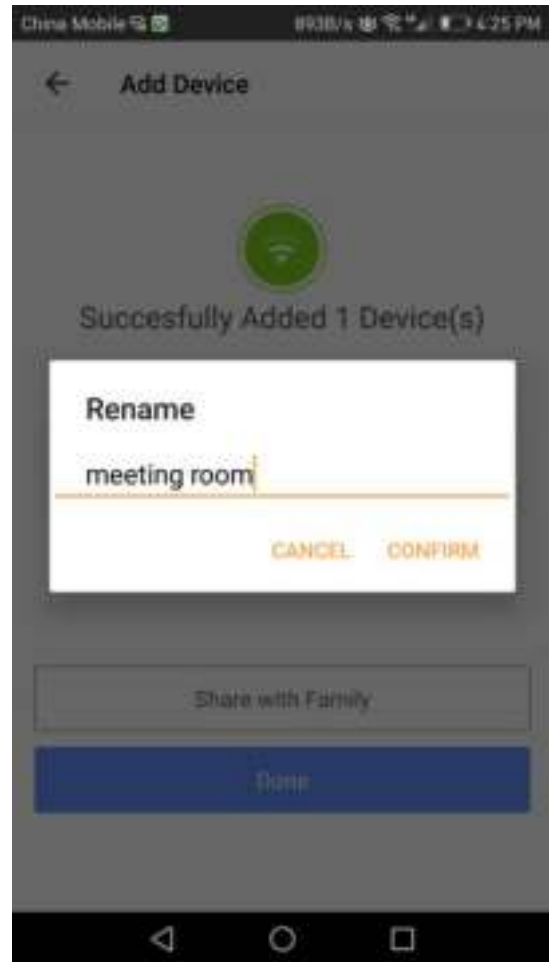 China Mobile 4:25 PM
Add Device
Succesfully Added 1 Device(s)
Rename
meeting room
CANCEL CONFIRM
Share with Family
Done